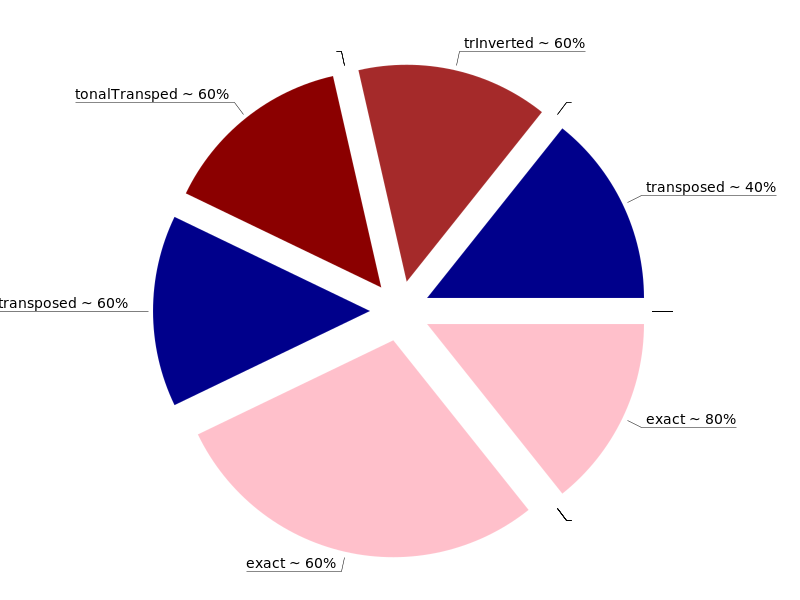 trInverted ~ 60%
tonalTransped ~ 60%
transposed ~ 40%
transposed ~ 60%
exact ~ 80%
exact ~ 60%